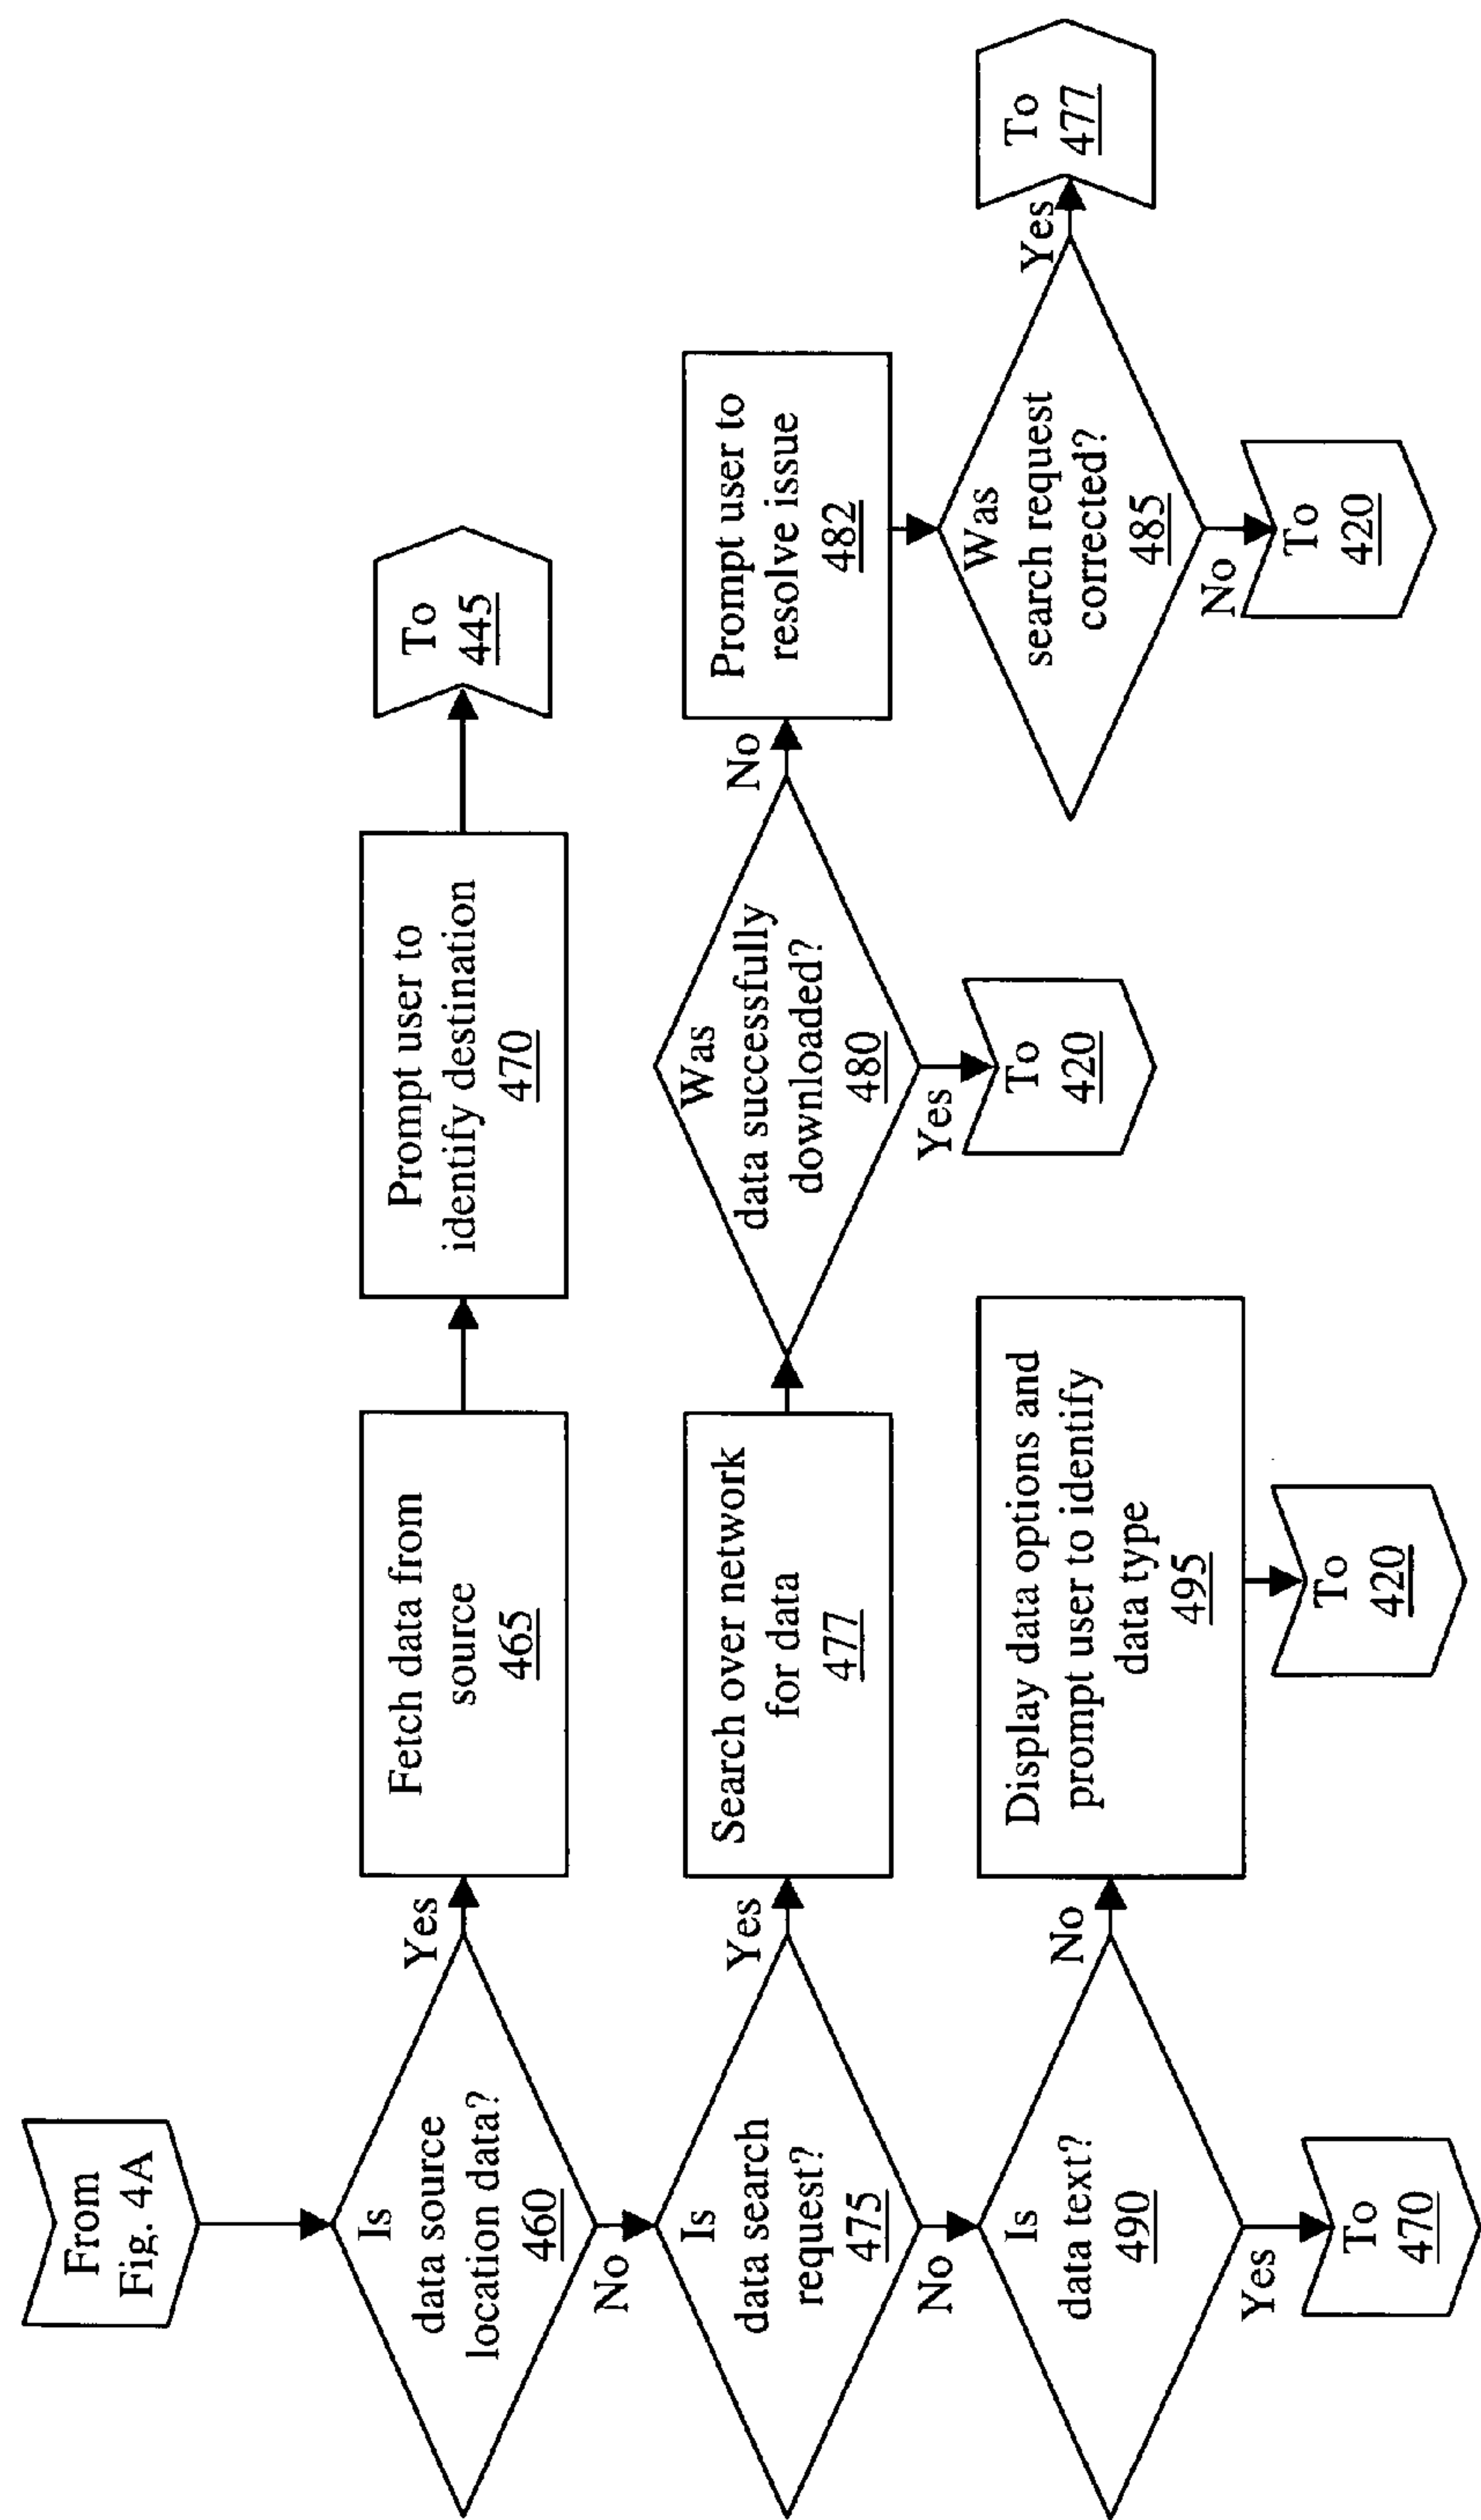 From
Fig. 4A
Is
data source
location data?
460
Yes
Fetch data from
source
465
Prompt user to
identify destination
470
To
445
No
Is
data search
request?
475
Yes
Search over network
for data
477
Was
data successfully
downloaded?
480
No
Prompt user to
resolve issue
482
Yes
To
420
Was
search request
corrected?
485
Yes
To
477
No
To
420
No
Is
data text?
490
No
Display data options and
prompt user to identify
data type
495
To
420
Yes
To
470